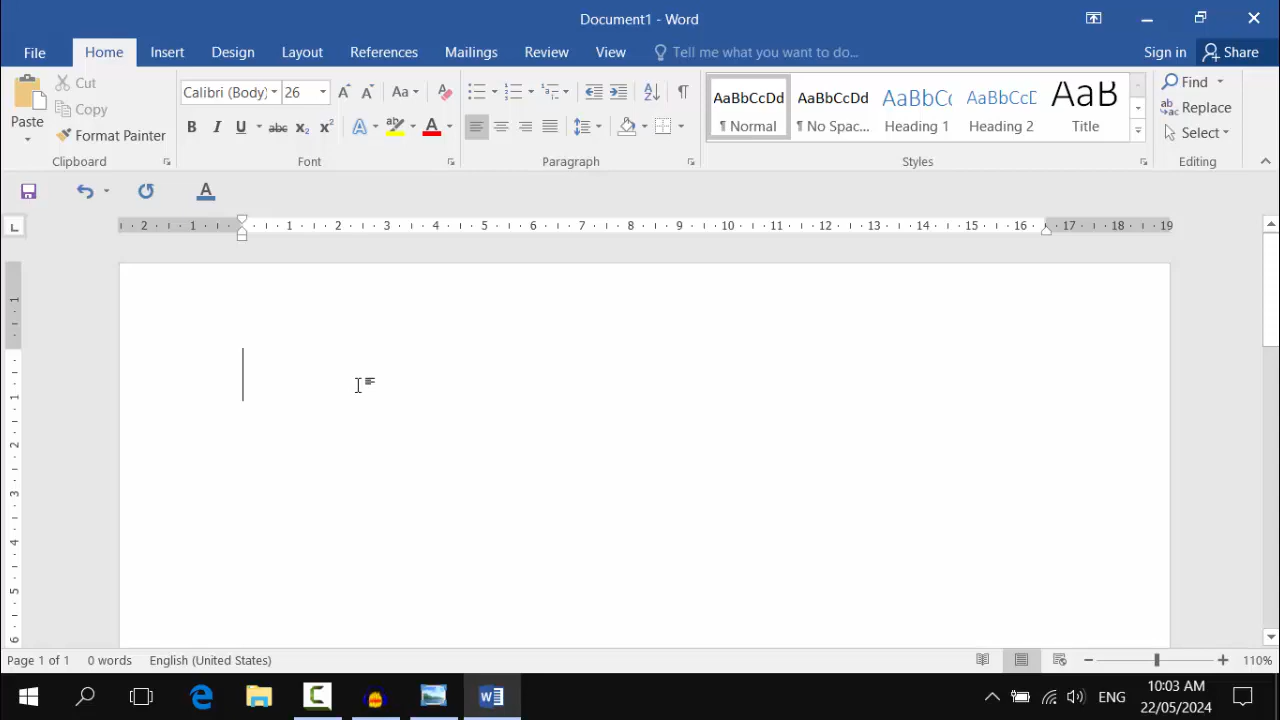 Document1 - Word
File Home Insert Design Layout References Mailings Review View Tell me what you want to do... Sign in Share
Paste
Cut
Copy
Format Painter
Clipboard
Calibri (Body) 26 Aa
B I U abc X₂ X² A A
Font
Paragraph
AaBbCcDd AaBbCcDd AaBbCc AaBbCcD AaB
¶ Normal ¶ No Spac... Heading 1 Heading 2 Title
Styles
Find
Replace
Select
Editing
A
2 1 1 2 3 4 5 6 7 8 9 10 11 12 13 14 15 16 17 18 19
1
1
2
3
4
5
6
Page 1 of 1 0 words English (United States) 110%
ENG
10:03 AM
22/05/2024